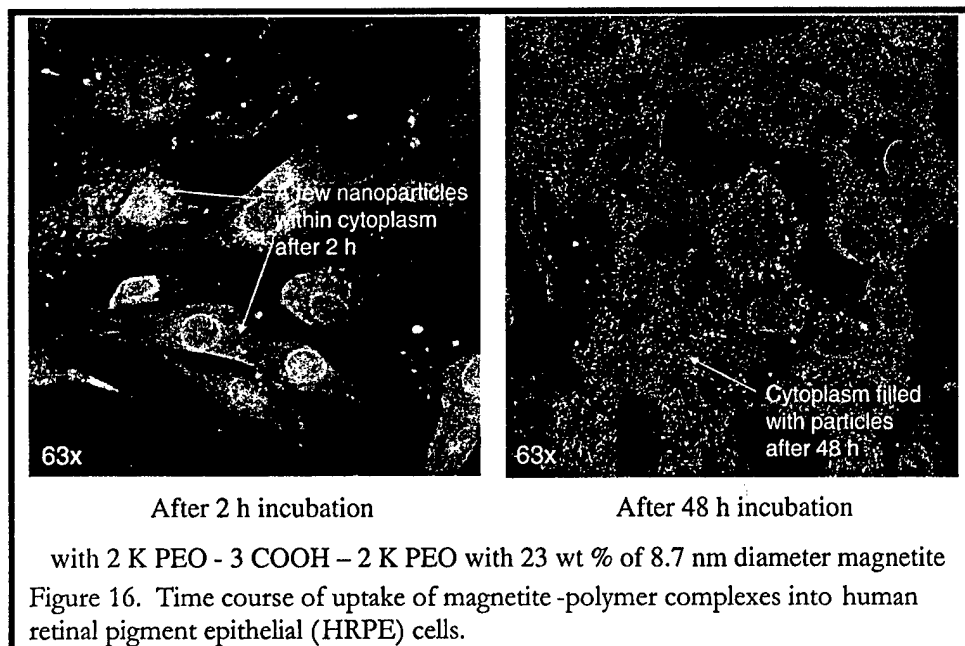 A few nanoparticles
within cytoplasm
after 2 h
63x
Cytoplasm filled
with particles
after 48 h
63x
After 2 h incubation
After 48 h incubation
with 2 K PEO - 3 COOH – 2 K PEO with 23 wt % of 8.7 nm diameter magnetite
Figure 16. Time course of uptake of magnetite -polymer complexes into human
retinal pigment epithelial (HRPE) cells.